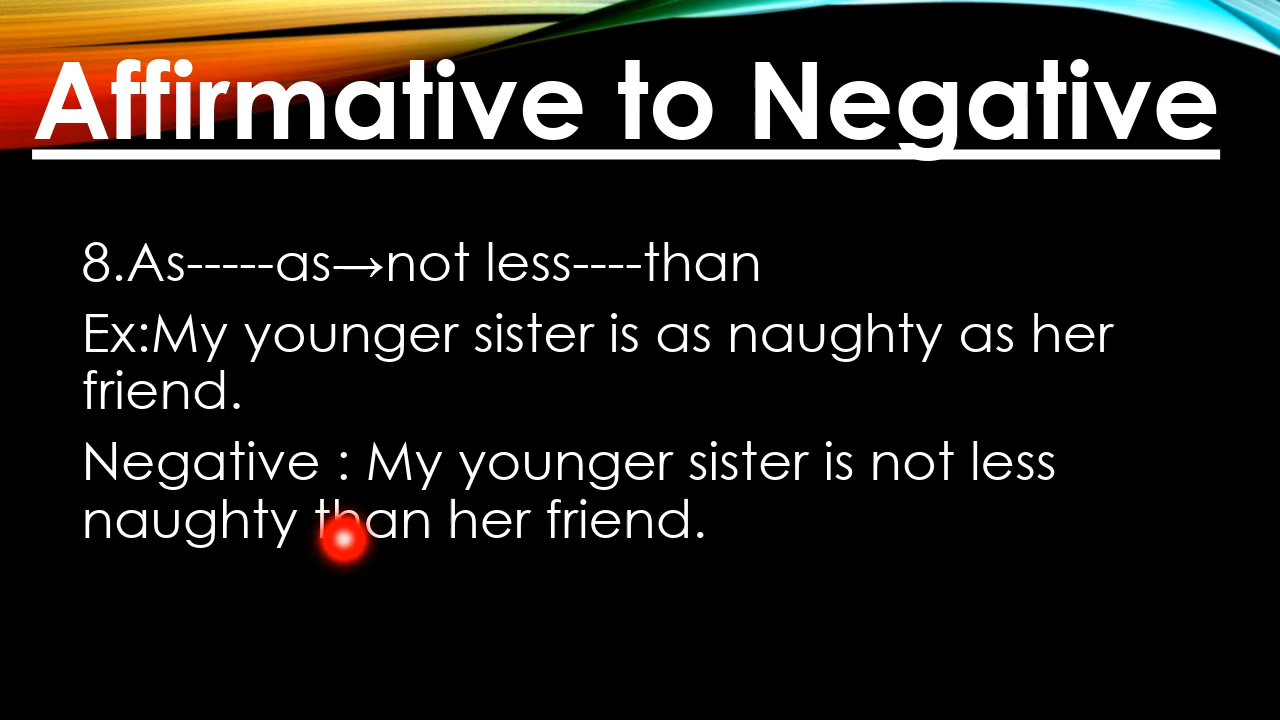 Affirmative to Negative
8.As-----as→not less----than
Ex:My younger sister is as naughty as her
friend.
Negative : My younger sister is not less
naughty than her friend.